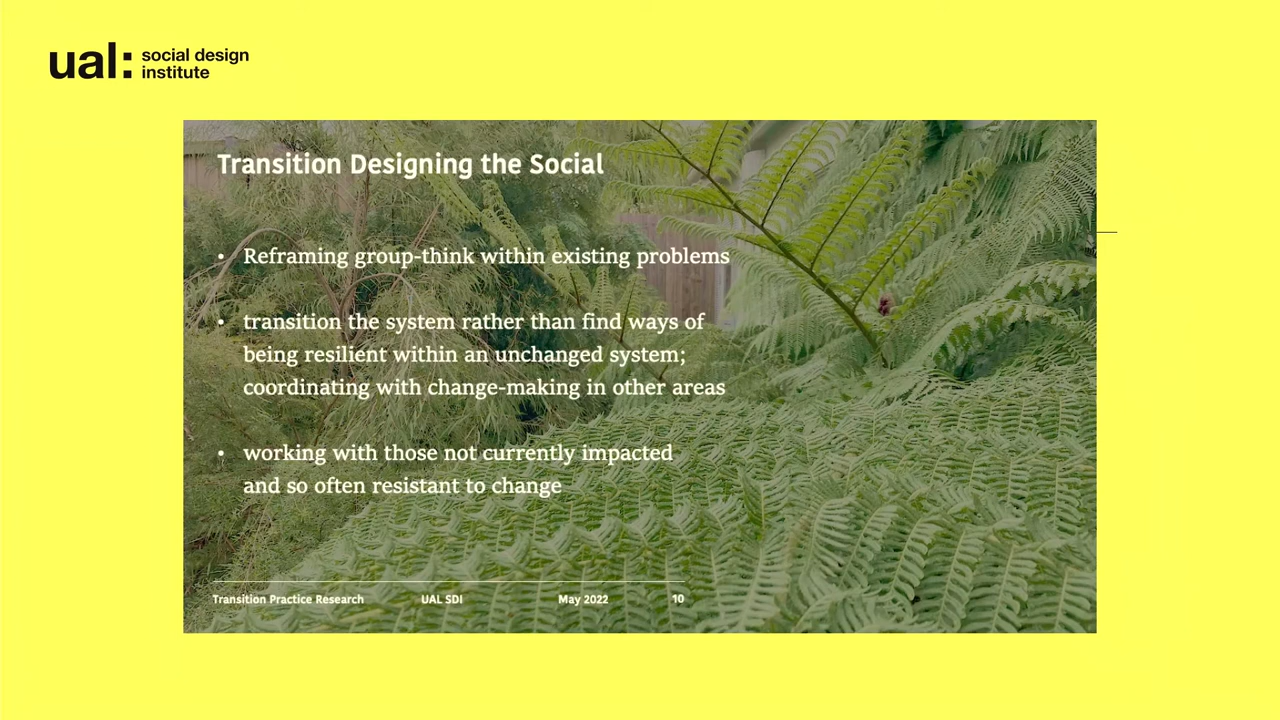 ual: social design institute
Transition Designing the Social
• Reframing group-think within existing problems
• transition the system rather than find ways of
being resilient within an unchanged system;
coordinating with change-making in other areas
• working with those not currently impacted
and so often resistant to change
Transition Practice Research UAL SDI May 2022 10